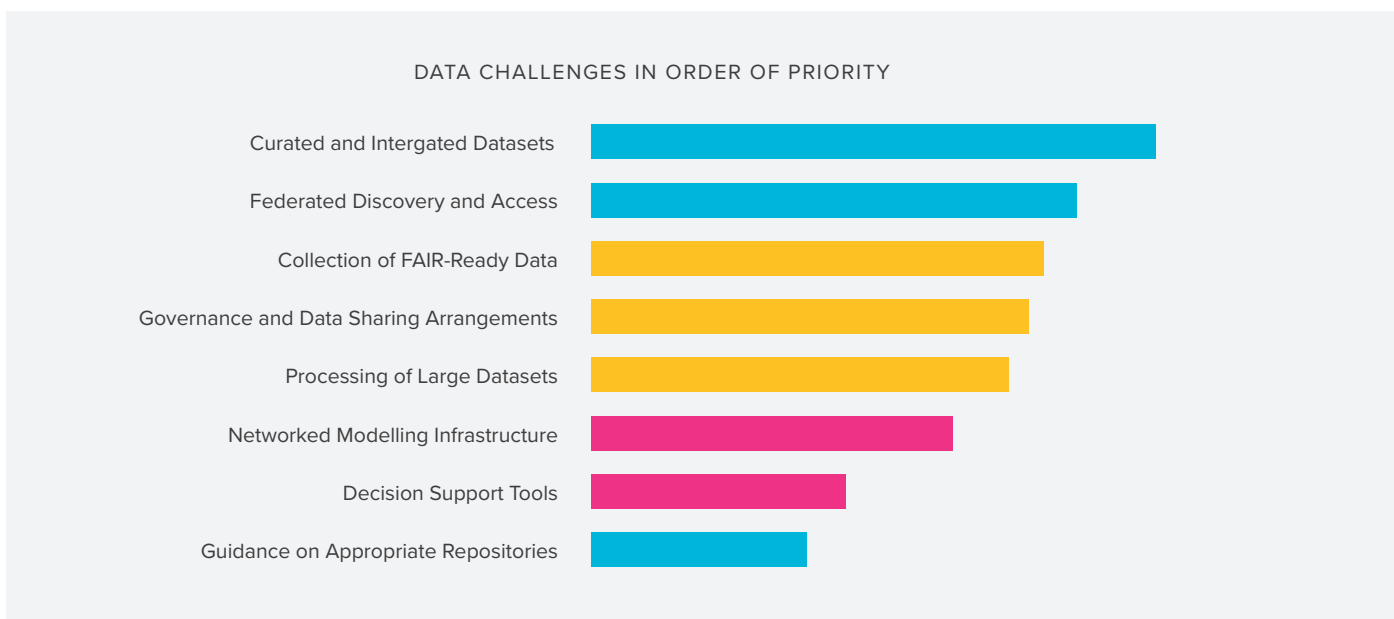 DATA CHALLENGES IN ORDER OF PRIORITY
Curated and Intergated Datasets
Federated Discovery and Access
Collection of FAIR-Ready Data
Governance and Data Sharing Arrangements
Processing of Large Datasets
Networked Modelling Infrastructure
Decision Support Tools
Guidance on Appropriate Repositories